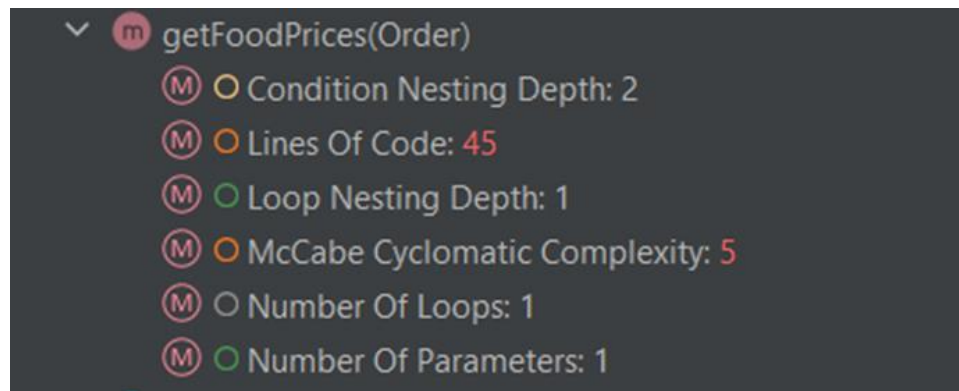 m getFoodPrices(Order)
M Condition Nesting Depth: 2
M Lines Of Code: 45
M Loop Nesting Depth: 1
M McCabe Cyclomatic Complexity: 5
M Number Of Loops: 1
M Number Of Parameters: 1